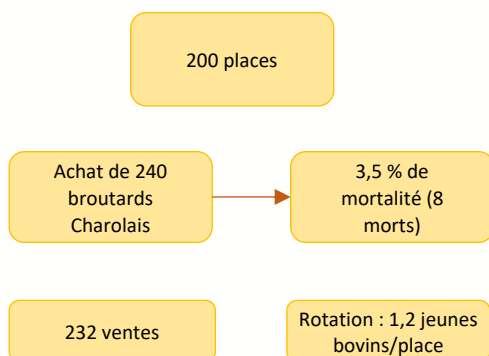 200 places
Achat de 240
broutards
Charolais
3,5 % de
mortalité (8
morts)
232 ventes
Rotation : 1,2 jeunes
bovins/place